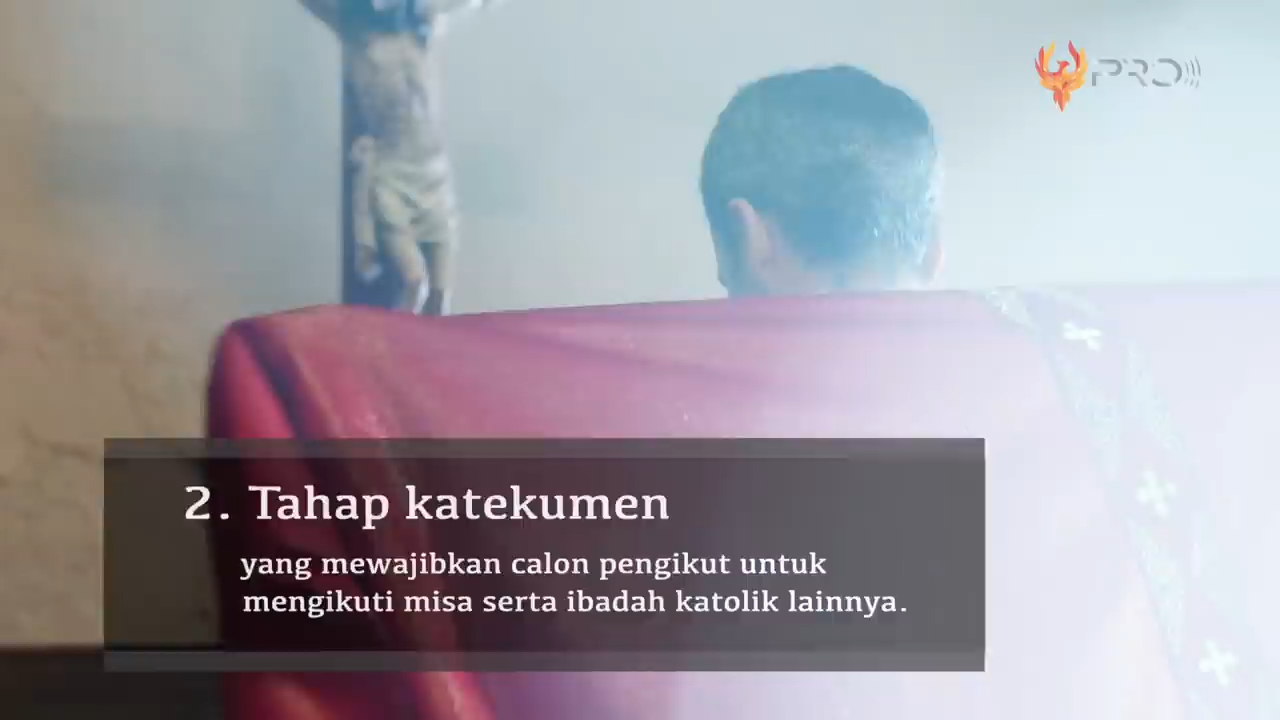 PRO
2. Tahap katekumen
yang mewajibkan calon pengikut untuk
mengikuti misa serta ibadah katolik lainnya.